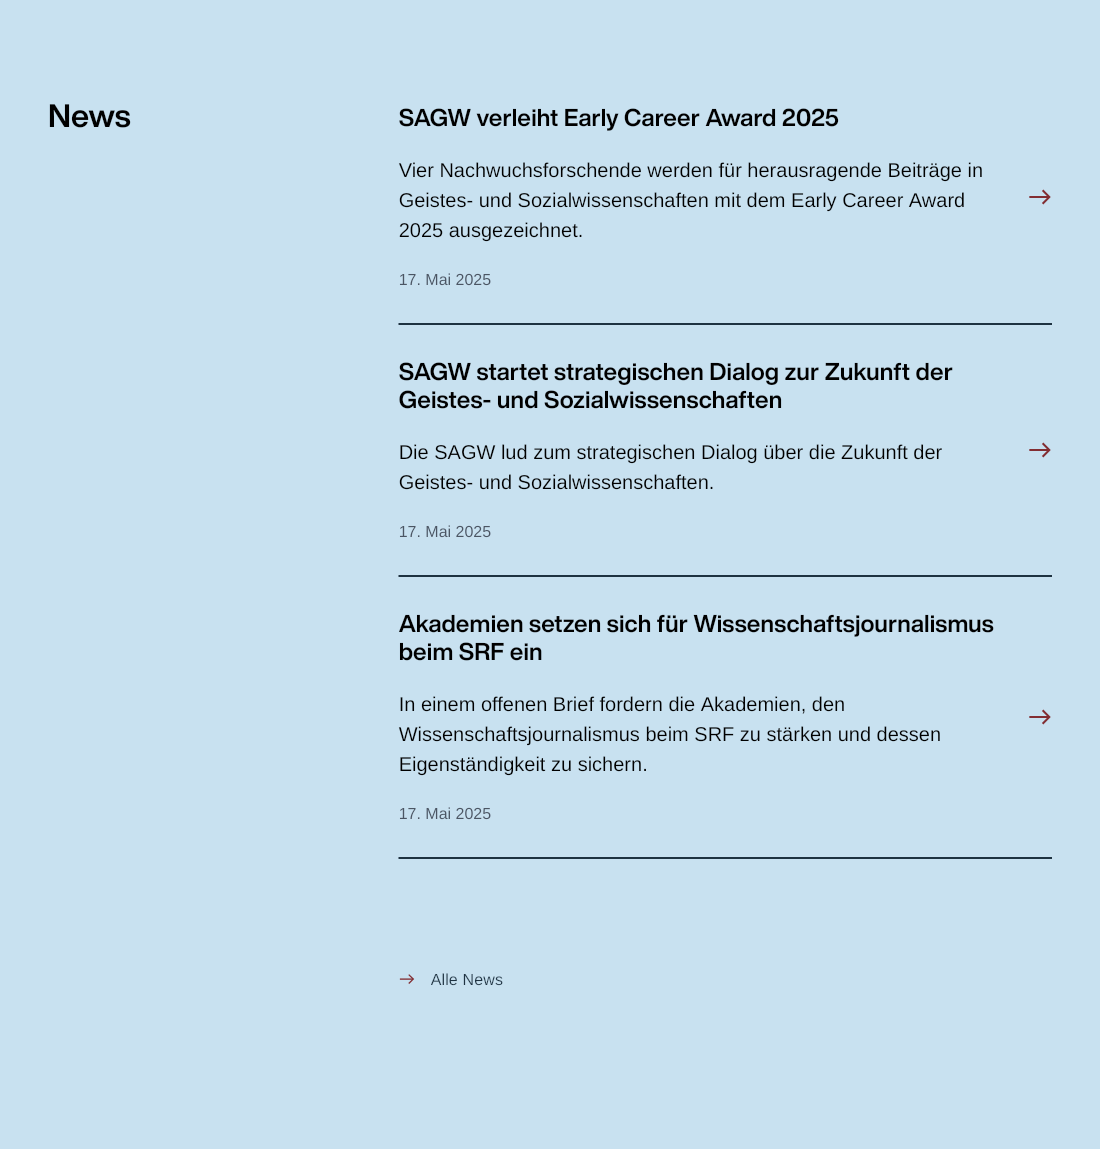 News
SAGW verleiht Early Career Award 2025
Vier Nachwuchsforschende werden für herausragende Beiträge in
Geistes- und Sozialwissenschaften mit dem Early Career Award
2025 ausgezeichnet.
17. Mai 2025
SAGW startet strategischen Dialog zur Zukunft der
Geistes- und Sozialwissenschaften
Die SAGW lud zum strategischen Dialog über die Zukunft der
Geistes- und Sozialwissenschaften.
17. Mai 2025
Akademien setzen sich für Wissenschaftsjournalismus
beim SRF ein
In einem offenen Brief fordern die Akademien, den
Wissenschaftsjournalismus beim SRF zu stärken und dessen
Eigenständigkeit zu sichern.
17. Mai 2025
Alle News